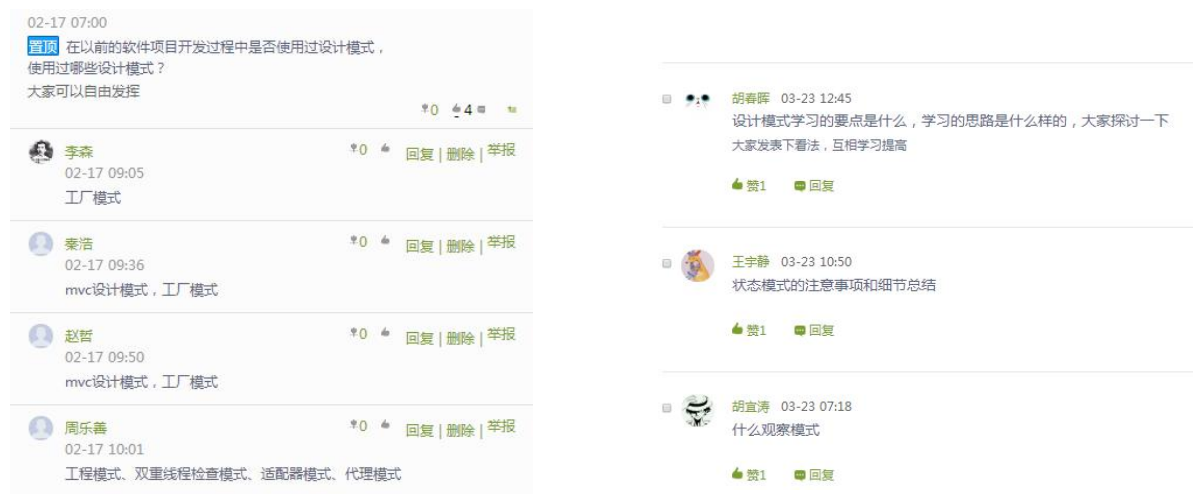 02-17 07:00
置顶 在以前的软件项目开发过程中是否使用过设计模式，
使用过哪些设计模式？
大家可以自由发挥
0 4
李森
0 回复 | 删除 | 举报
02-17 09:05
工厂模式
秦浩
0 回复 | 删除 | 举报
02-17 09:36
mvc设计模式，工厂模式
赵哲
0 回复 | 删除 | 举报
02-17 09:50
mvc设计模式，工厂模式
周乐善
0 回复 | 删除 | 举报
02-17 10:01
工程模式、双重线程检查模式、适配器模式、代理模式
胡春晖 03-23 12:45
设计模式学习的要点是什么，学习的思路是什么样的，大家探讨一下
大家发表下看法，互相学习提高
赞1 回复
王宇静 03-23 10:50
状态模式的注意事项和细节总结
赞1 回复
胡宜涛 03-23 07:18
什么观察模式
赞1 回复